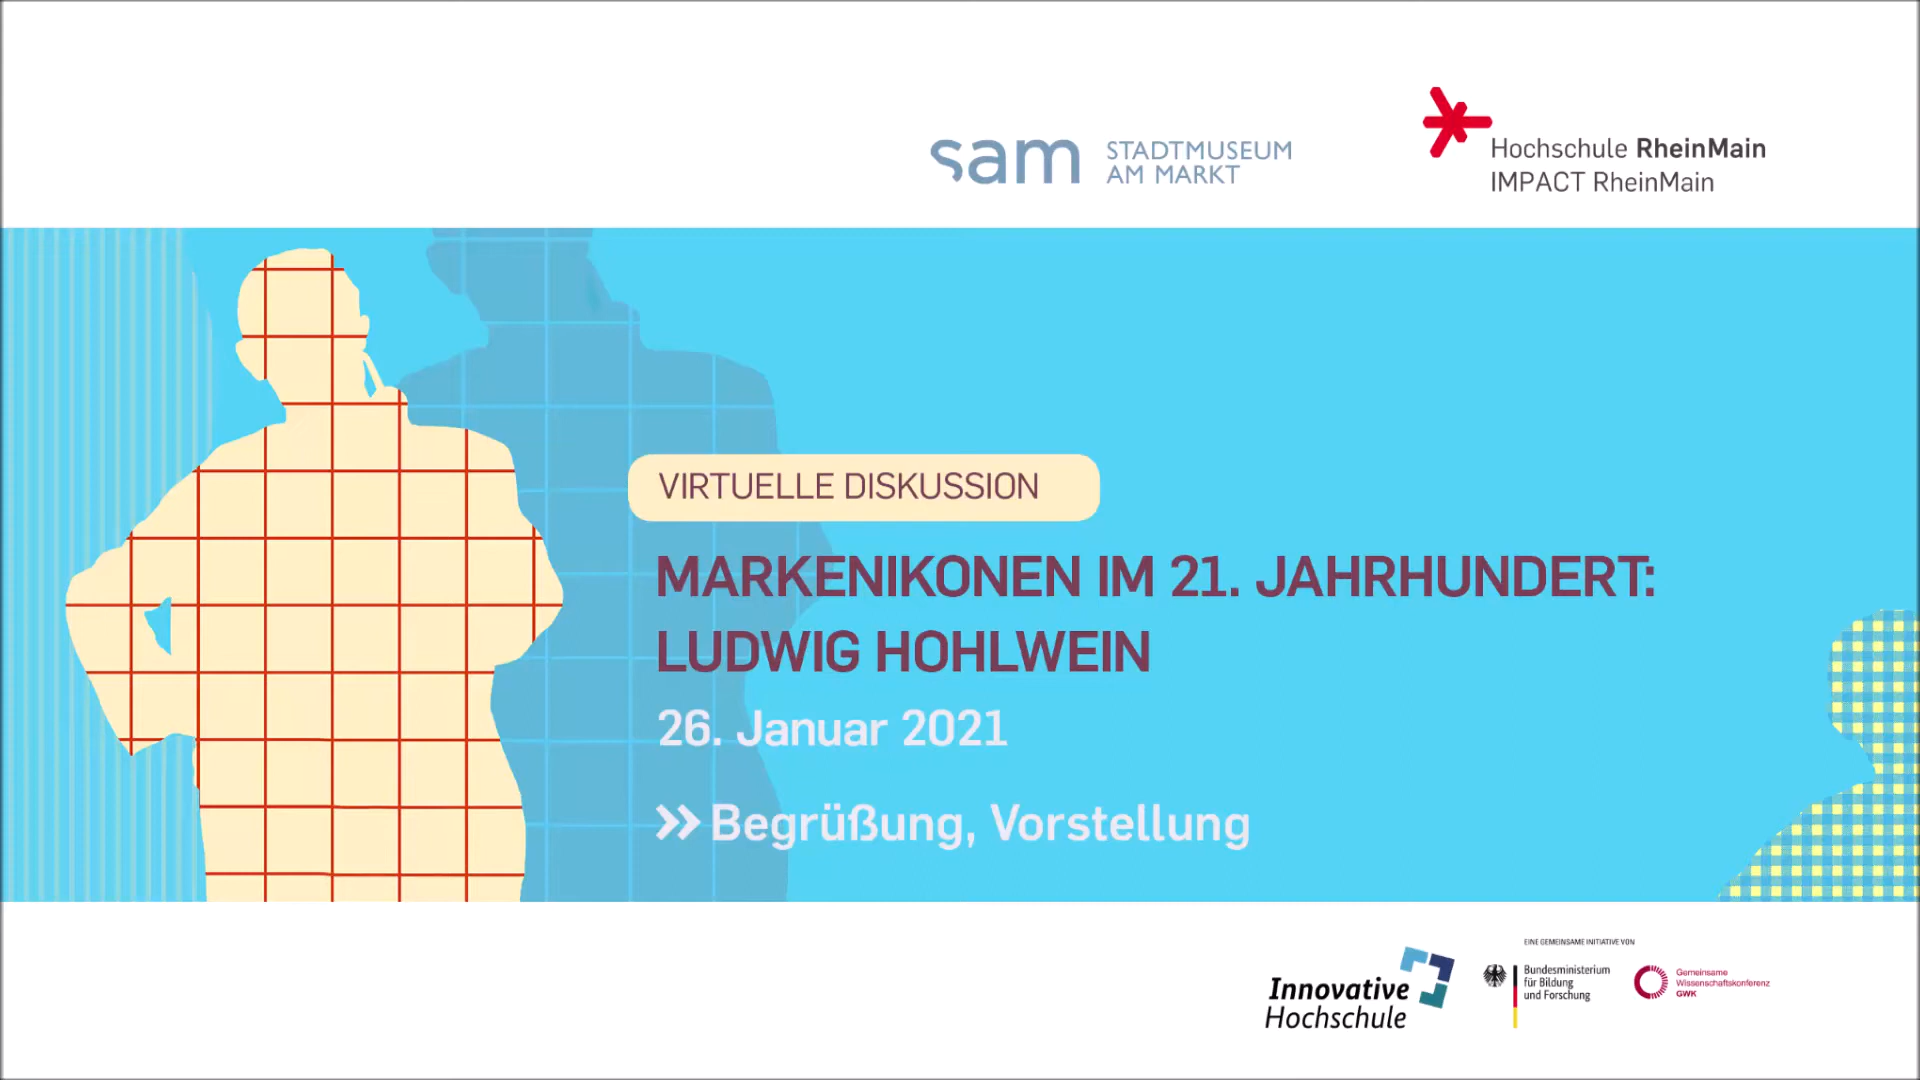 sam STADTMUSEUM
AM MARKT
Hochschule RheinMain
IMPACT RheinMain
VIRTUELLE DISKUSSION
MARKENIKONEN IM 21. JAHRHUNDERT:
LUDWIG HOHLWEIN
26. Januar 2021
>> Begrüßung, Vorstellung
Innovative
Hochschule
EINE GEMEINSAME INITIATIVE VON
Bundesministerium
für Bildung
und Forschung
Gemeinsame
Wissenschaftskonferenz
GWK